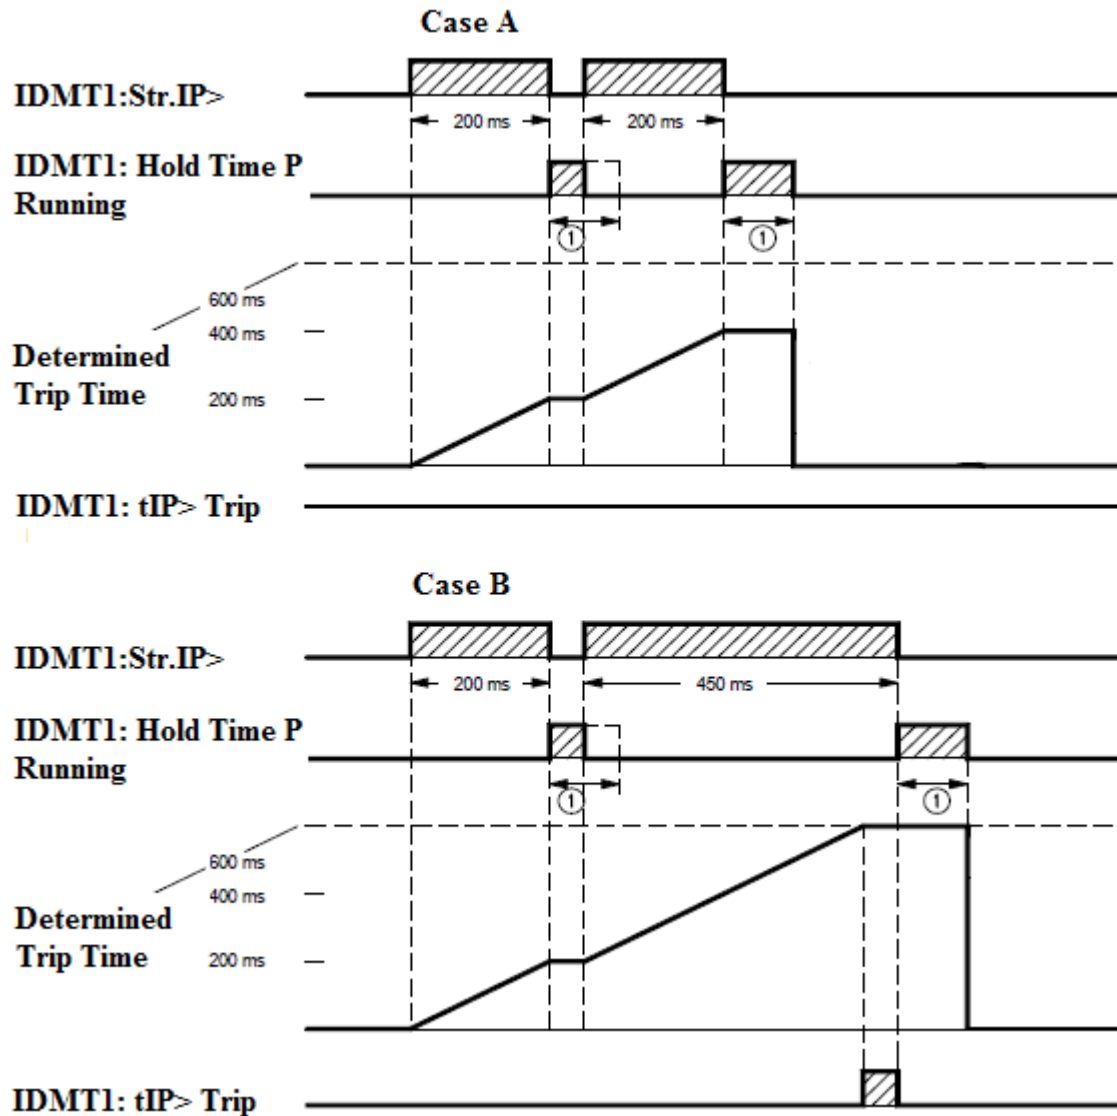 Case A
IDMT1:Str.IP>
200 ms
200 ms
IDMT1: Hold Time P
Running
1
1
600 ms
400 ms
Determined
Trip Time
200 ms
IDMT1: tIP> Trip
Case B
IDMT1:Str.IP>
200 ms
450 ms
IDMT1: Hold Time P
Running
1
1
600 ms
400 ms
Determined
Trip Time
200 ms
IDMT1: tIP> Trip